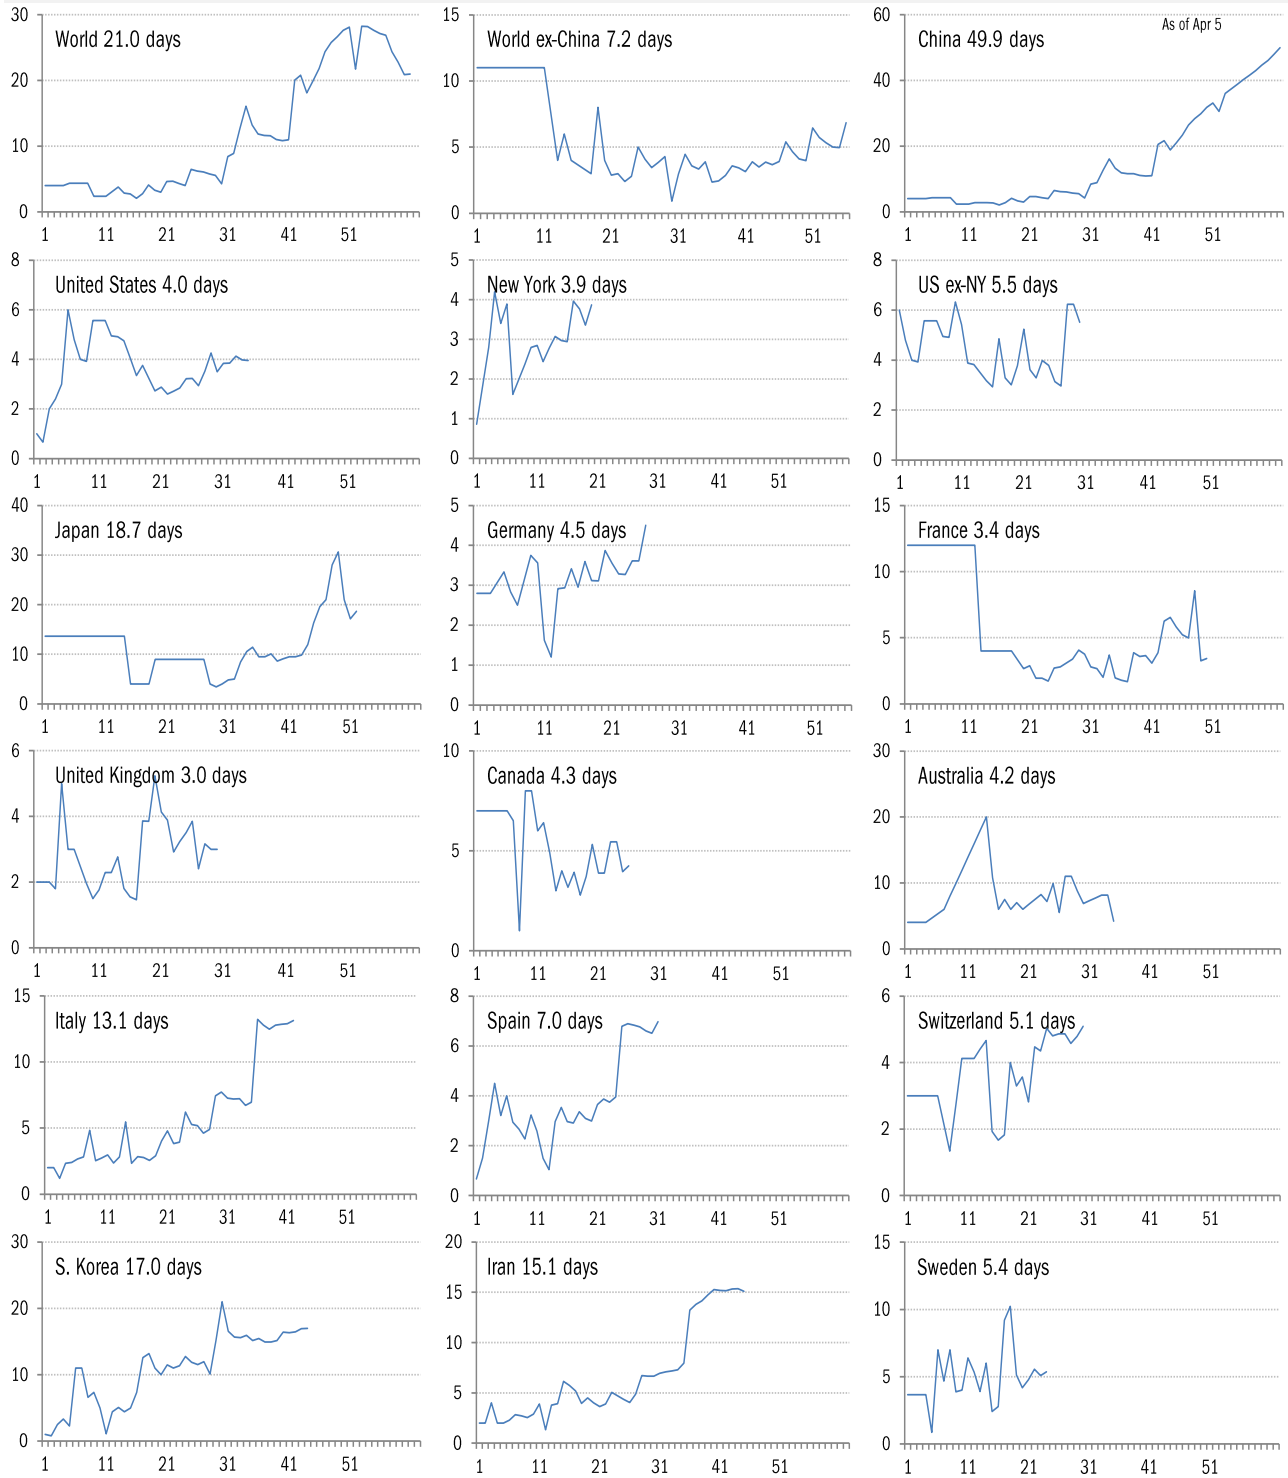 30
20
10
0
World 21.0 days
1 11 21 31 41 51
15
10
5
0
World ex-China 7.2 days
1 11 21 31 41 51
60
40
20
0
China 49.9 days
As of Apr 5
1 11 21 31 41 51
8
6
4
2
0
United States 4.0 days
1 11 21 31 41 51
5
4
3
2
1
0
New York 3.9 days
1 11 21 31 41 51
8
6
4
2
0
US ex-NY 5.5 days
1 11 21 31 41 51
40
30
20
10
0
Japan 18.7 days
1 11 21 31 41 51
5
4
3
2
1
0
Germany 4.5 days
1 11 21 31 41 51
15
10
5
0
France 3.4 days
1 11 21 31 41 51
6
4
2
0
United Kingdom 3.0 days
1 11 21 31 41 51
10
5
0
Canada 4.3 days
1 11 21 31 41 51
30
20
10
0
Australia 4.2 days
1 11 21 31 41 51
15
10
5
0
Italy 13.1 days
1 11 21 31 41 51
8
6
4
2
0
Spain 7.0 days
1 11 21 31 41 51
6
4
2
0
Switzerland 5.1 days
1 11 21 31 41 51
30
20
10
0
S. Korea 17.0 days
1 11 21 31 41 51
20
15
10
5
0
Iran 15.1 days
1 11 21 31 41 51
15
10
5
0
Sweden 5.4 days
1 11 21 31 41 51